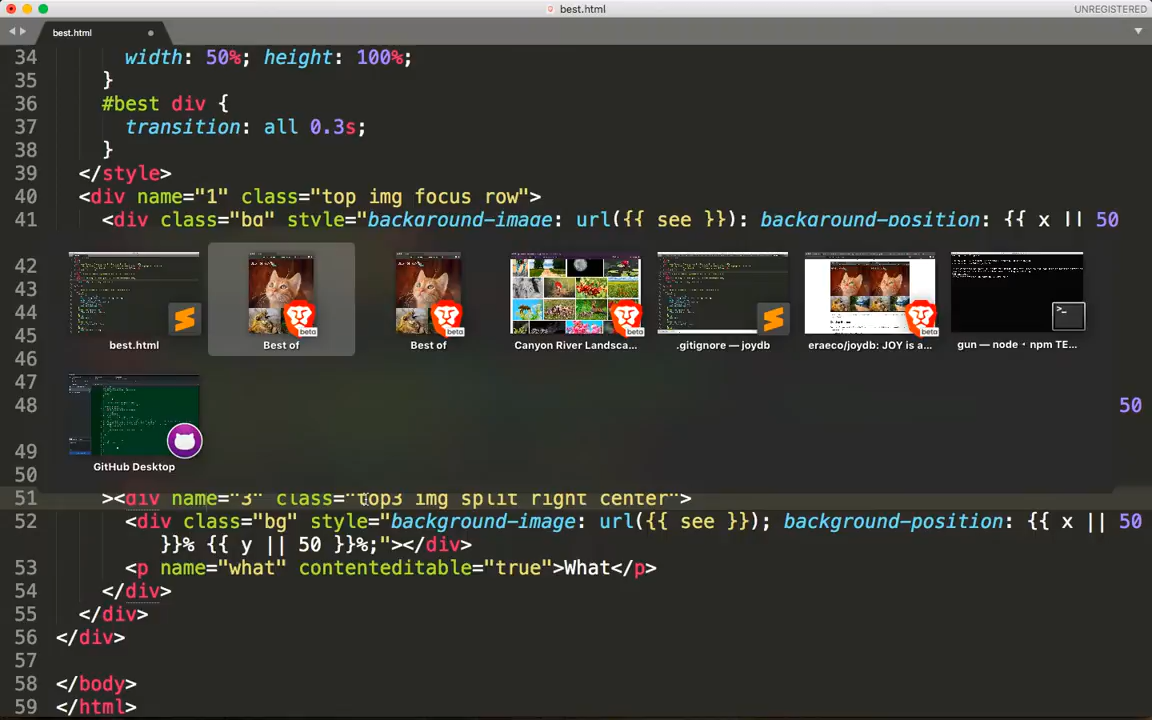 best.html
UNREGISTERED
best.html
34 width: 50%; height: 100%;
35 }
36 #best div {
37 transition: all 0.3s;
38 }
39 </style>
40 <div name="1" class="top img focus row">
41 <div class="bg" style="background-image: url({{ see }}); background-position: {{ x || 50
42
43
44
45
46
47
48 50
49
50
best.html
beta
Best of
beta
Best of
beta
Canyon River Landsca...
.gitignore — joydb
beta
eraeco/joydb: JOY is a...
gun — node ◂ npm TE...
GitHub Desktop
51 ><div name="3" class="top3 img split right center">
52 <div class="bg" style="background-image: url({{ see }}); background-position: {{ x || 50
}}% {{ y || 50 }}%;"></div>
53 <p name="what" contenteditable="true">What</p>
54 </div>
55 </div>
56 </div>
57
58 </body>
59 </html>